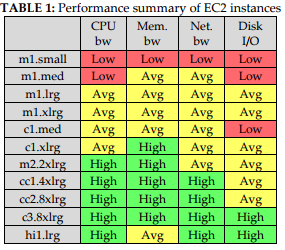 TABLE 1: Performance summary of EC2 instances
CPU Mem. Net. Disk
bw bw bw I/O
m1.small Low Low Low Low
m1.med Low Avg Avg Low
m1.lrg Avg Avg Avg Avg
m1.xlrg Avg Avg Avg Avg
c1.med Avg Avg Avg Low
c1.xlrg Avg High Avg Avg
m2.2xlrg High High Avg Avg
cc1.4xlrg High High High Avg
cc2.8xlrg High High High Avg
c3.8xlrg High High High High
hi1.lrg High Avg High High